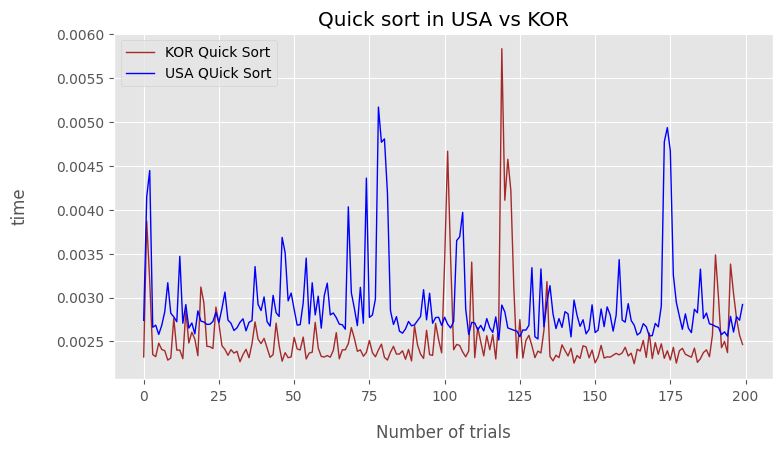 Quick sort in USA vs KOR
KOR Quick Sort
USA QUick Sort
0.0060
0.0055
0.0050
0.0045
0.0040
0.0035
0.0030
0.0025
time
0 25 50 75 100 125 150 175 200
Number of trials